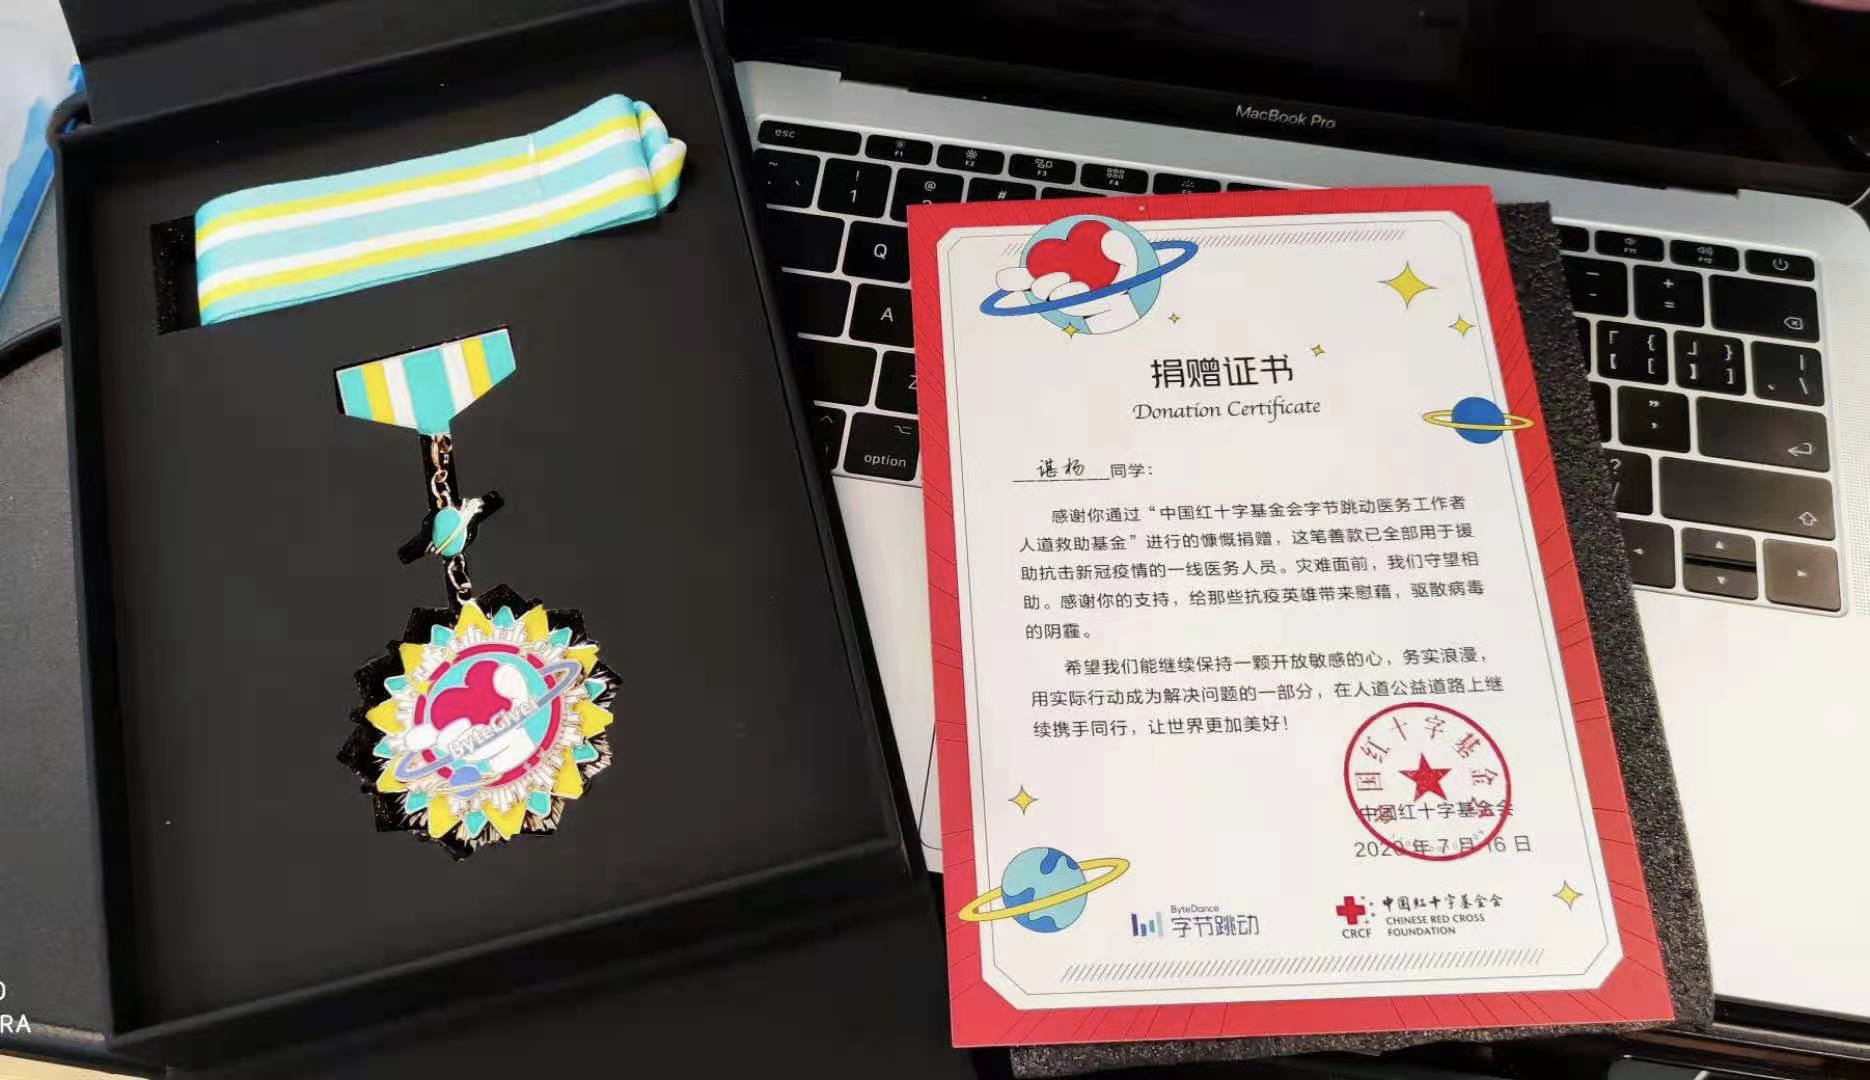 MacBook Pro
esc
F1
F2
F3
F4
!
1
@
#
Q
A
Z
option
捐赠证书
Donation Certificate
谌杨同学：
感谢你通过“中国红十字基金会字节跳动医务工作者
人道救助基金”进行的慷慨捐赠，这笔善款已全部用于援
助抗击新冠疫情的一线医务人员。灾难面前，我们守望相
助。感谢你的支持，给那些抗疫英雄带来慰藉，驱散病毒
的阴霾。
希望我们能继续保持一颗开放敏感的心，务实浪漫，
用实际行动成为解决问题的一部分，在人道公益道路上继
续携手同行，让世界更加美好！
中国红十字基金会
中国红十字基金会
2020 年 7 月 16 日
ByteDance
字节跳动
中国红十字基金会
CHINESE RED CROSS
FOUNDATION
CRCF
ByteGiver
RA